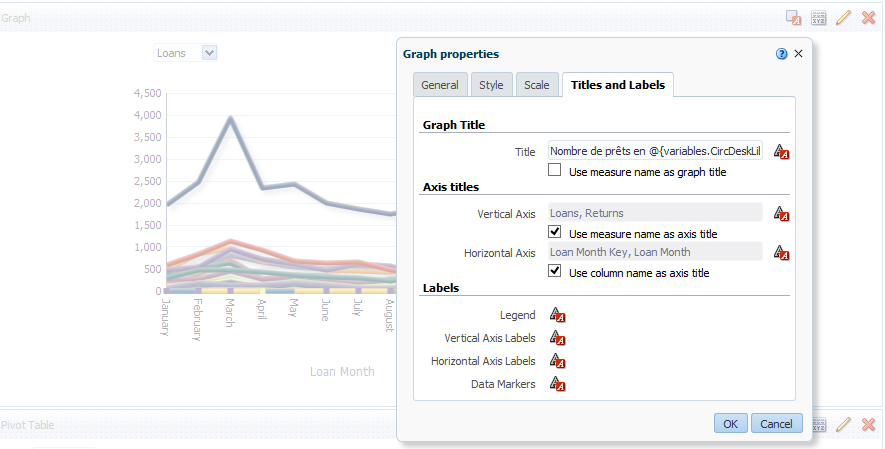 Graph
XYZ
Loans
4,500
4,000
3,500
3,000
2,500
2,000
1,500
1,000
500
0
January
February
March
April
May
June
July
August
Loan Month
Graph properties
General
Style
Scale
Titles and Labels
Graph Title
Title
Nombre de prêts en @{variables.CircDeskLil
Use measure name as graph title
Axis titles
Vertical Axis
Loans, Returns
Use measure name as axis title
Horizontal Axis
Loan Month Key, Loan Month
Use column name as axis title
Labels
Legend
Vertical Axis Labels
Horizontal Axis Labels
Data Markers
OK
Cancel
Pivot Table
XYZ